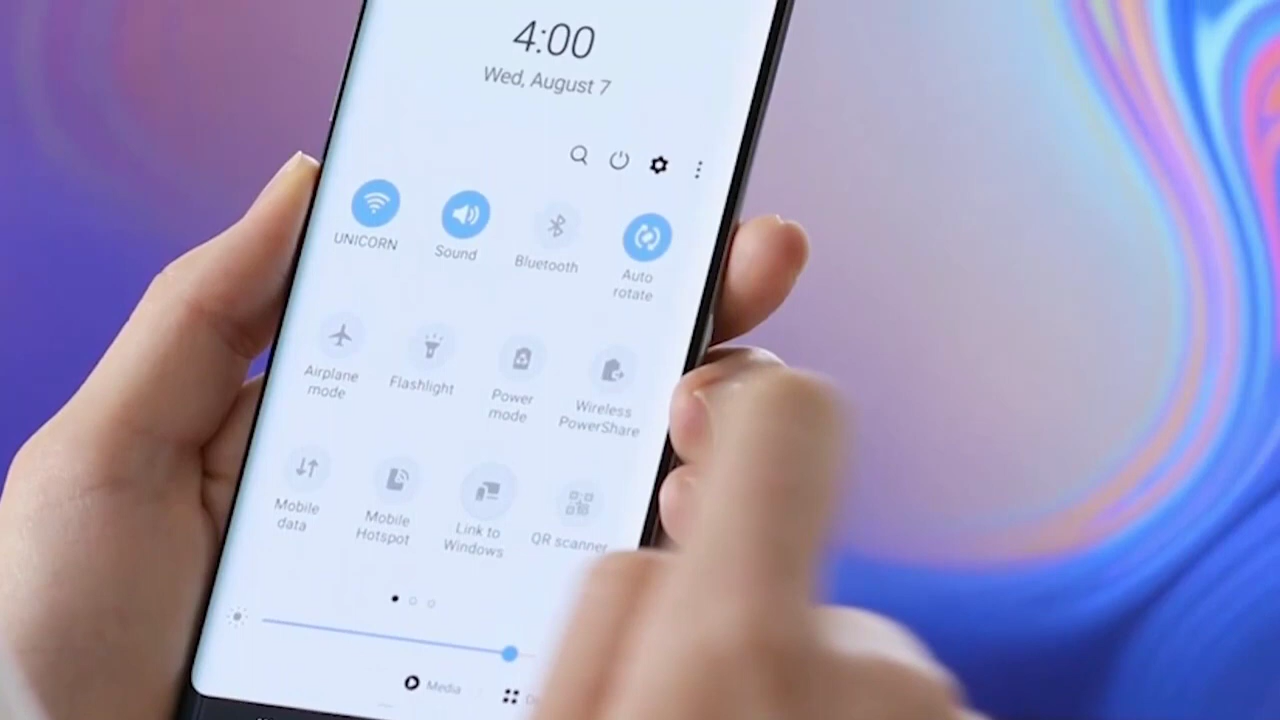 4:00
Wed, August 7
UNICORN
Sound
Bluetooth
Auto
rotate
Airplane
mode
Flashlight
Power
mode
Wireless
PowerShare
Mobile
data
Mobile
Hotspot
Link to
Windows
QR scanner
Media